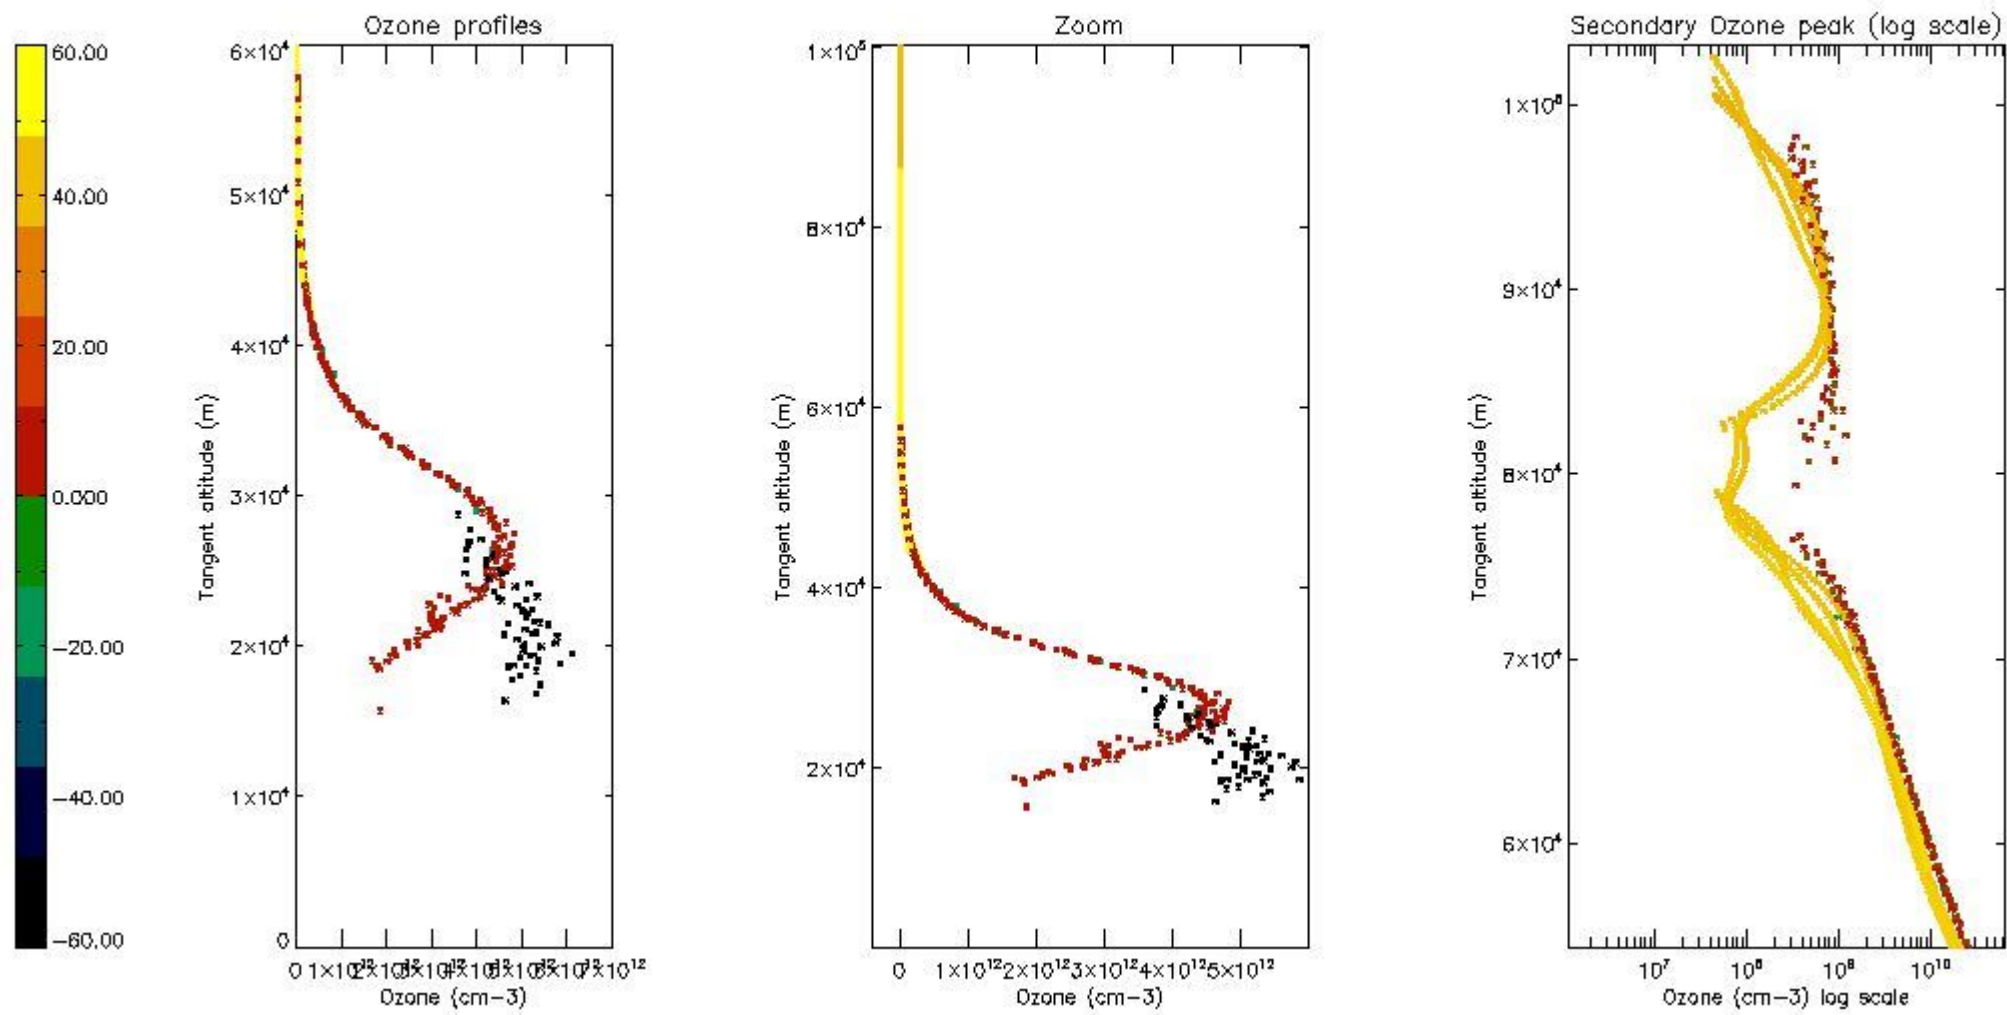 Ozone profiles
Zoom
Secondary Ozone peak (log scale)
60.00
40.00
20.00
0.000
−20.00
−40.00
−60.00
6×10⁴
5×10⁴
4×10⁴
3×10⁴
2×10⁴
1×10⁴
0
Tangent altitude (m)
Ozone (cm−3)
1×10⁵
8×10⁴
6×10⁴
4×10⁴
2×10⁴
Tangent altitude (m)
0 1×10¹² 2×10¹² 3×10¹² 4×10¹² 5×10¹²
Ozone (cm−3)
9×10⁴
8×10⁴
7×10⁴
6×10⁴
Tangent altitude (m)
10⁷ 10⁸ 10⁹ 10¹⁰
Ozone (cm−3) log scale